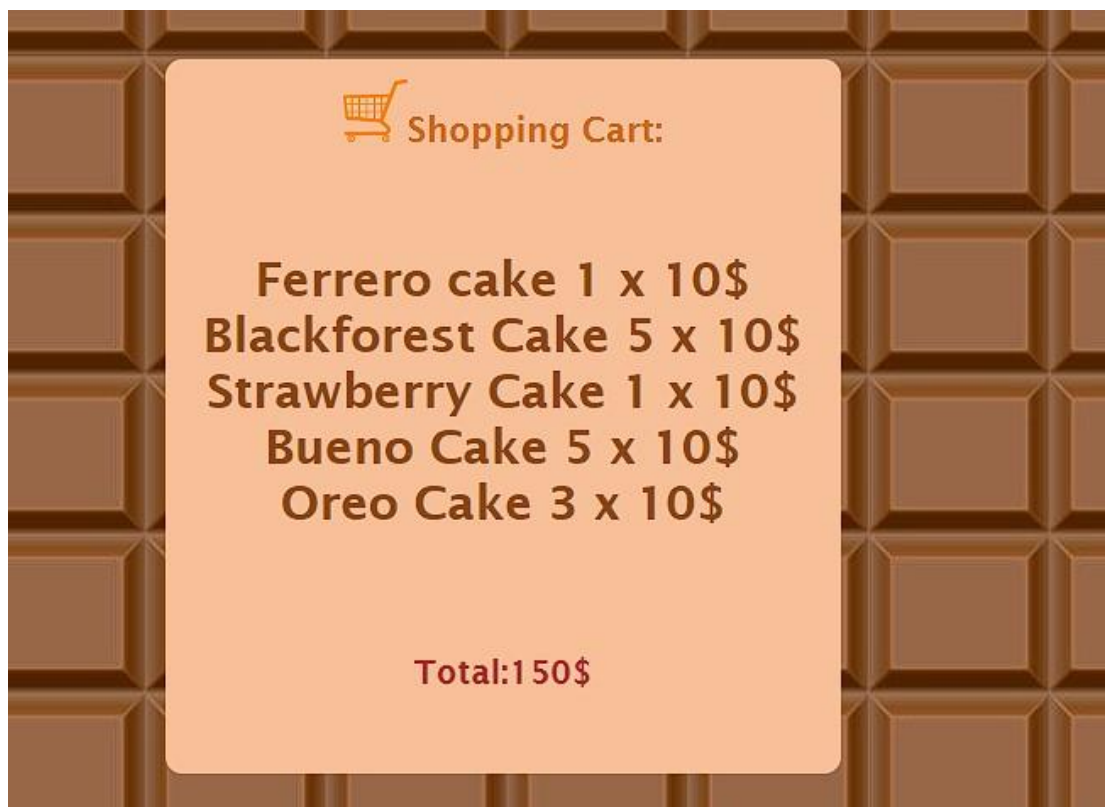 Shopping Cart:
Ferrero cake 1 x 10$
Blackforest Cake 5 x 10$
Strawberry Cake 1 x 10$
Bueno Cake 5 x 10$
Oreo Cake 3 x 10$
Total:150$